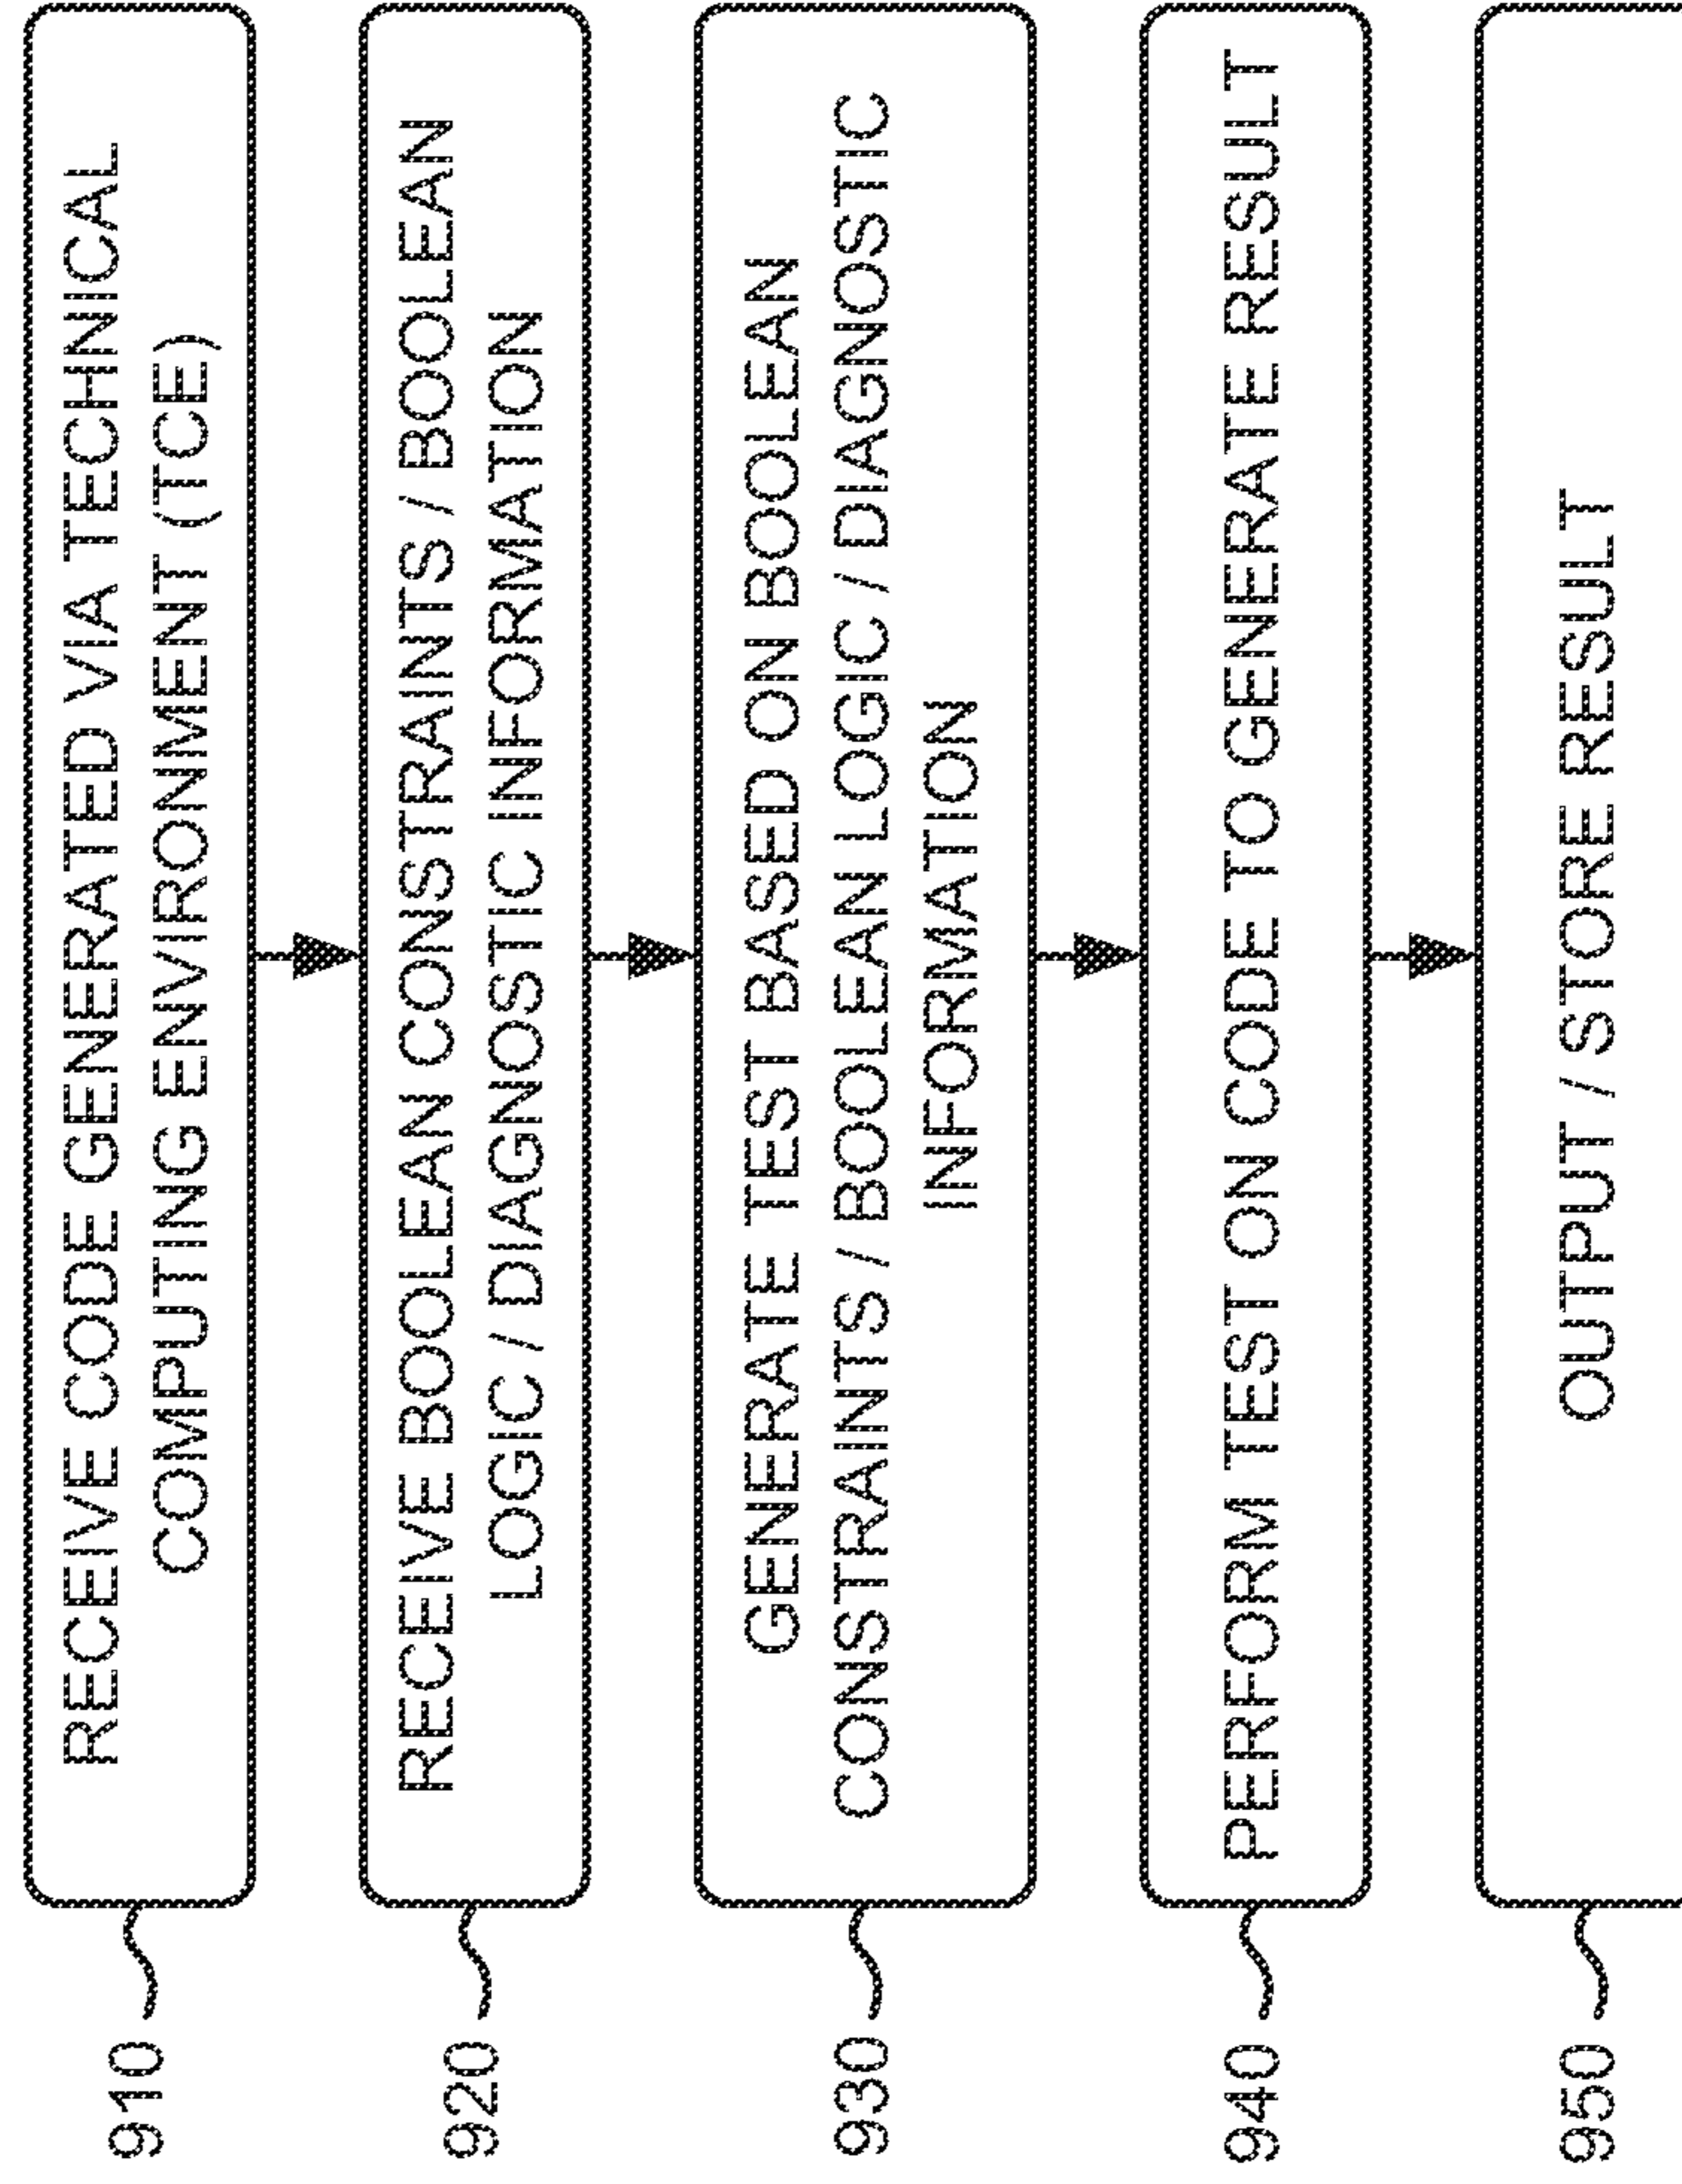 910
RECEIVE CODE GENERATED VIA TECHNICAL
COMPUTING ENVIRONMENT (TCE)
920
RECEIVE BOOLEAN CONSTRAINTS / BOOLEAN
LOGIC / DIAGNOSTIC INFORMATION
930
GENERATE TEST BASED ON BOOLEAN
CONSTRAINTS / BOOLEAN LOGIC / DIAGNOSTIC
INFORMATION
940
PERFORM TEST ON CODE TO GENERATE RESULT
950
OUTPUT / STORE RESULT